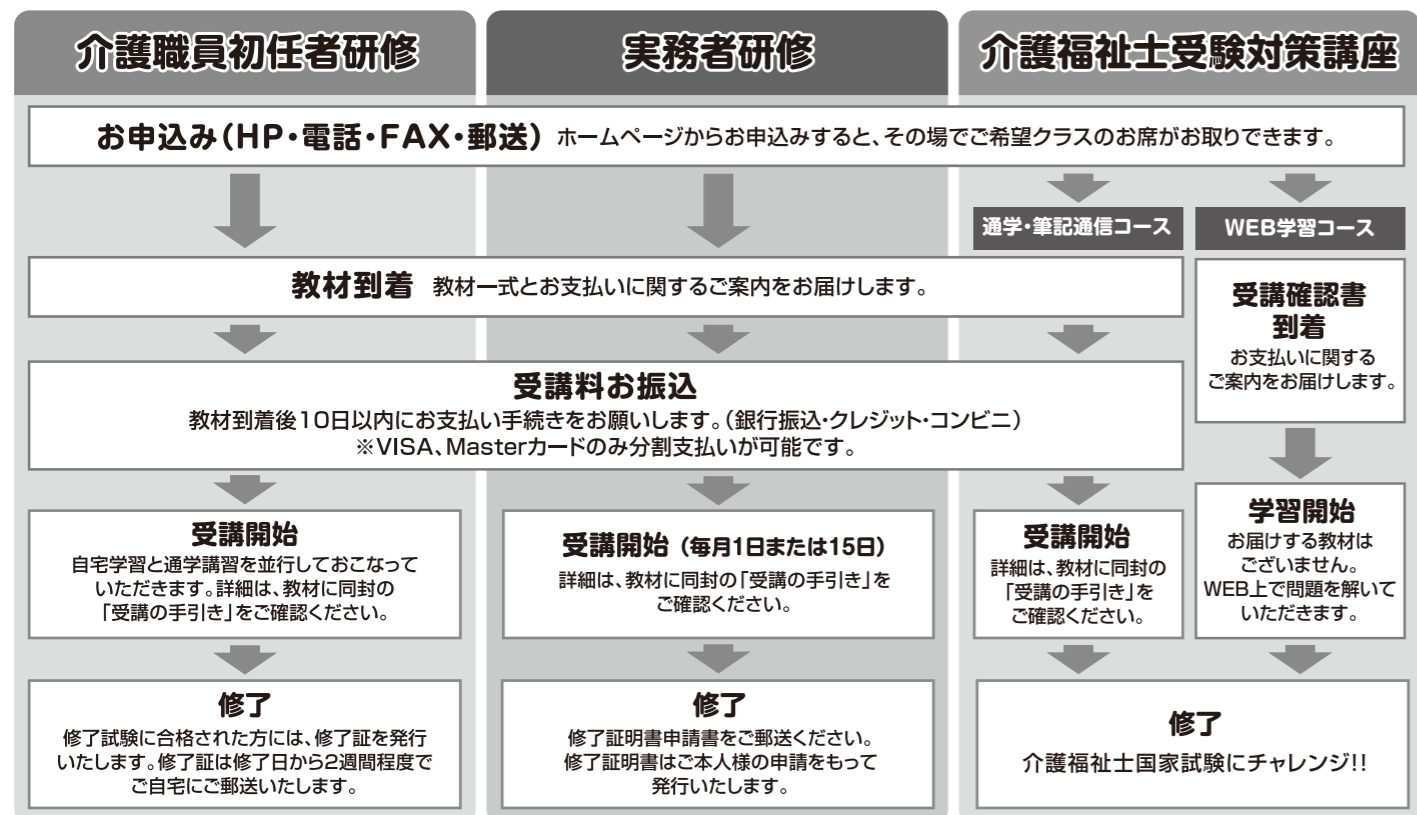 介護職員初任者研修
実務者研修
介護福祉士受験対策講座
お申込み(HP・電話・FAX・郵送) ホームページからお申込みすると、その場でご希望クラスのお席がお取りできます。
通学・筆記通信コース
WEB学習コース
教材到着 教材一式とお支払いに関するご案内をお届けします。
受講確認書
到着
お支払いに関する
ご案内をお届けします。
受講料お振込
教材到着後10日以内にお支払い手続きをお願いします。(銀行振込・クレジット・コンビニ)
※VISA、Masterカードのみ分割支払いが可能です。
受講開始
自宅学習と通学講習を並行しておこなって
いただきます。詳細は、教材に同封の
「受講の手引き」をご確認ください。
受講開始(毎月1日または15日)
詳細は、教材に同封の「受講の手引き」を
ご確認ください。
受講開始
詳細は、教材に同封の
「受講の手引き」を
ご確認ください。
学習開始
お届けする教材は
ございません。
WEB上で問題を解いて
いただきます。
修了
修了試験に合格された方には、修了証を発行
いたします。修了証は修了日から2週間程度で
ご自宅にご郵送いたします。
修了
修了証明書申請書をご郵送ください。
修了証明書はご本人様の申請をもって
発行いたします。
修了
介護福祉士国家試験にチャレンジ!!